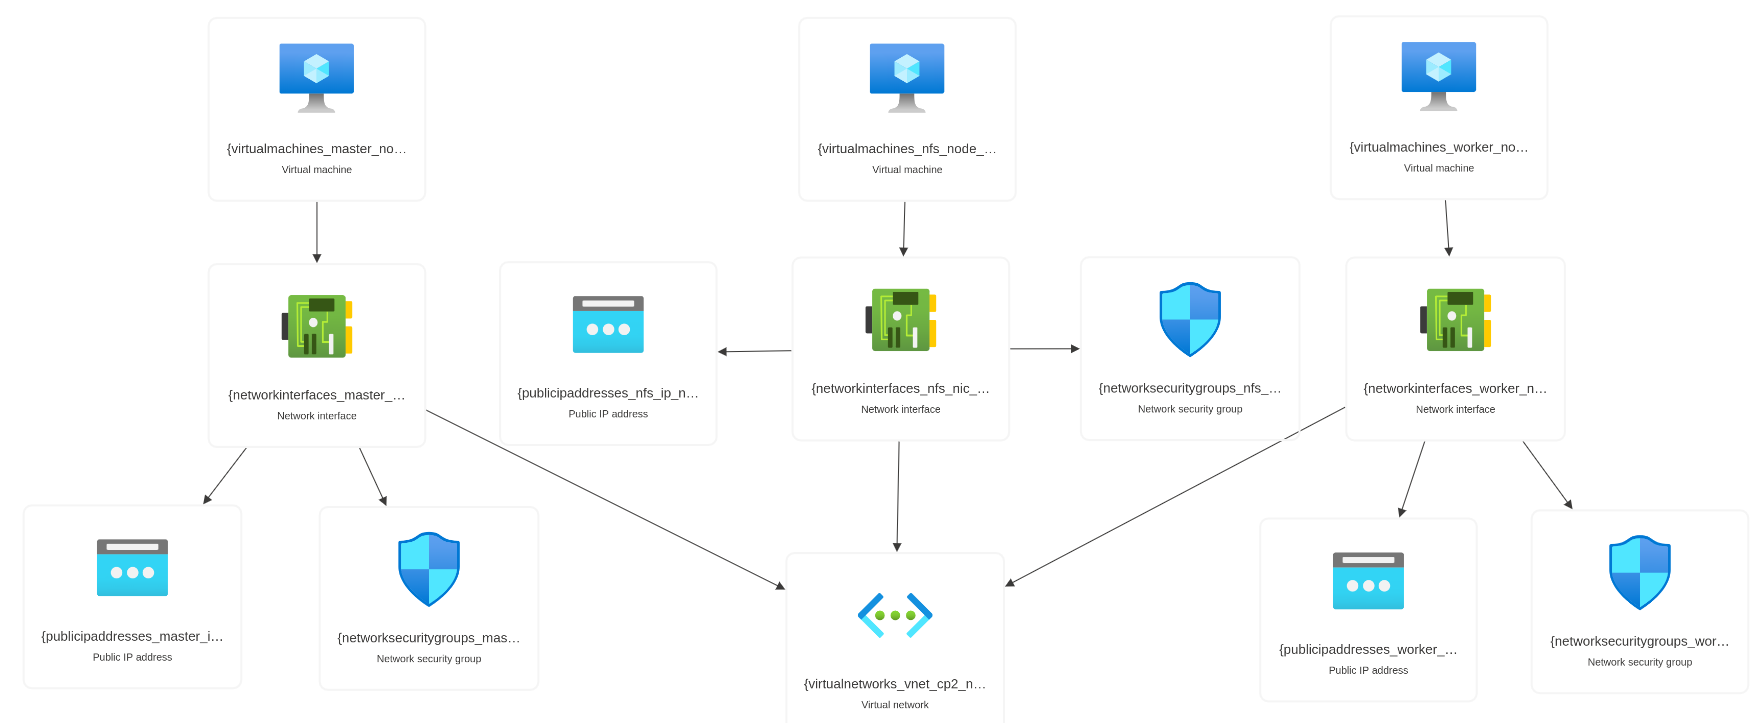 {virtualmachines_master_no…
Virtual machine
{virtualmachines_nfs_node_…
Virtual machine
{virtualmachines_worker_no…
Virtual machine
{networkinterfaces_master_…
Network interface
{publicipaddresses_nfs_ip_n…
Public IP address
{networkinterfaces_nfs_nic_…
Network interface
{networksecuritygroups_nfs_…
Network security group
{networkinterfaces_worker_n…
Network interface
{publicipaddresses_master_i…
Public IP address
{networksecuritygroups_mas…
Network security group
{virtualnetworks_vnet_cp2_n…
Virtual network
{publicipaddresses_worker_…
Public IP address
{networksecuritygroups_wor…
Network security group